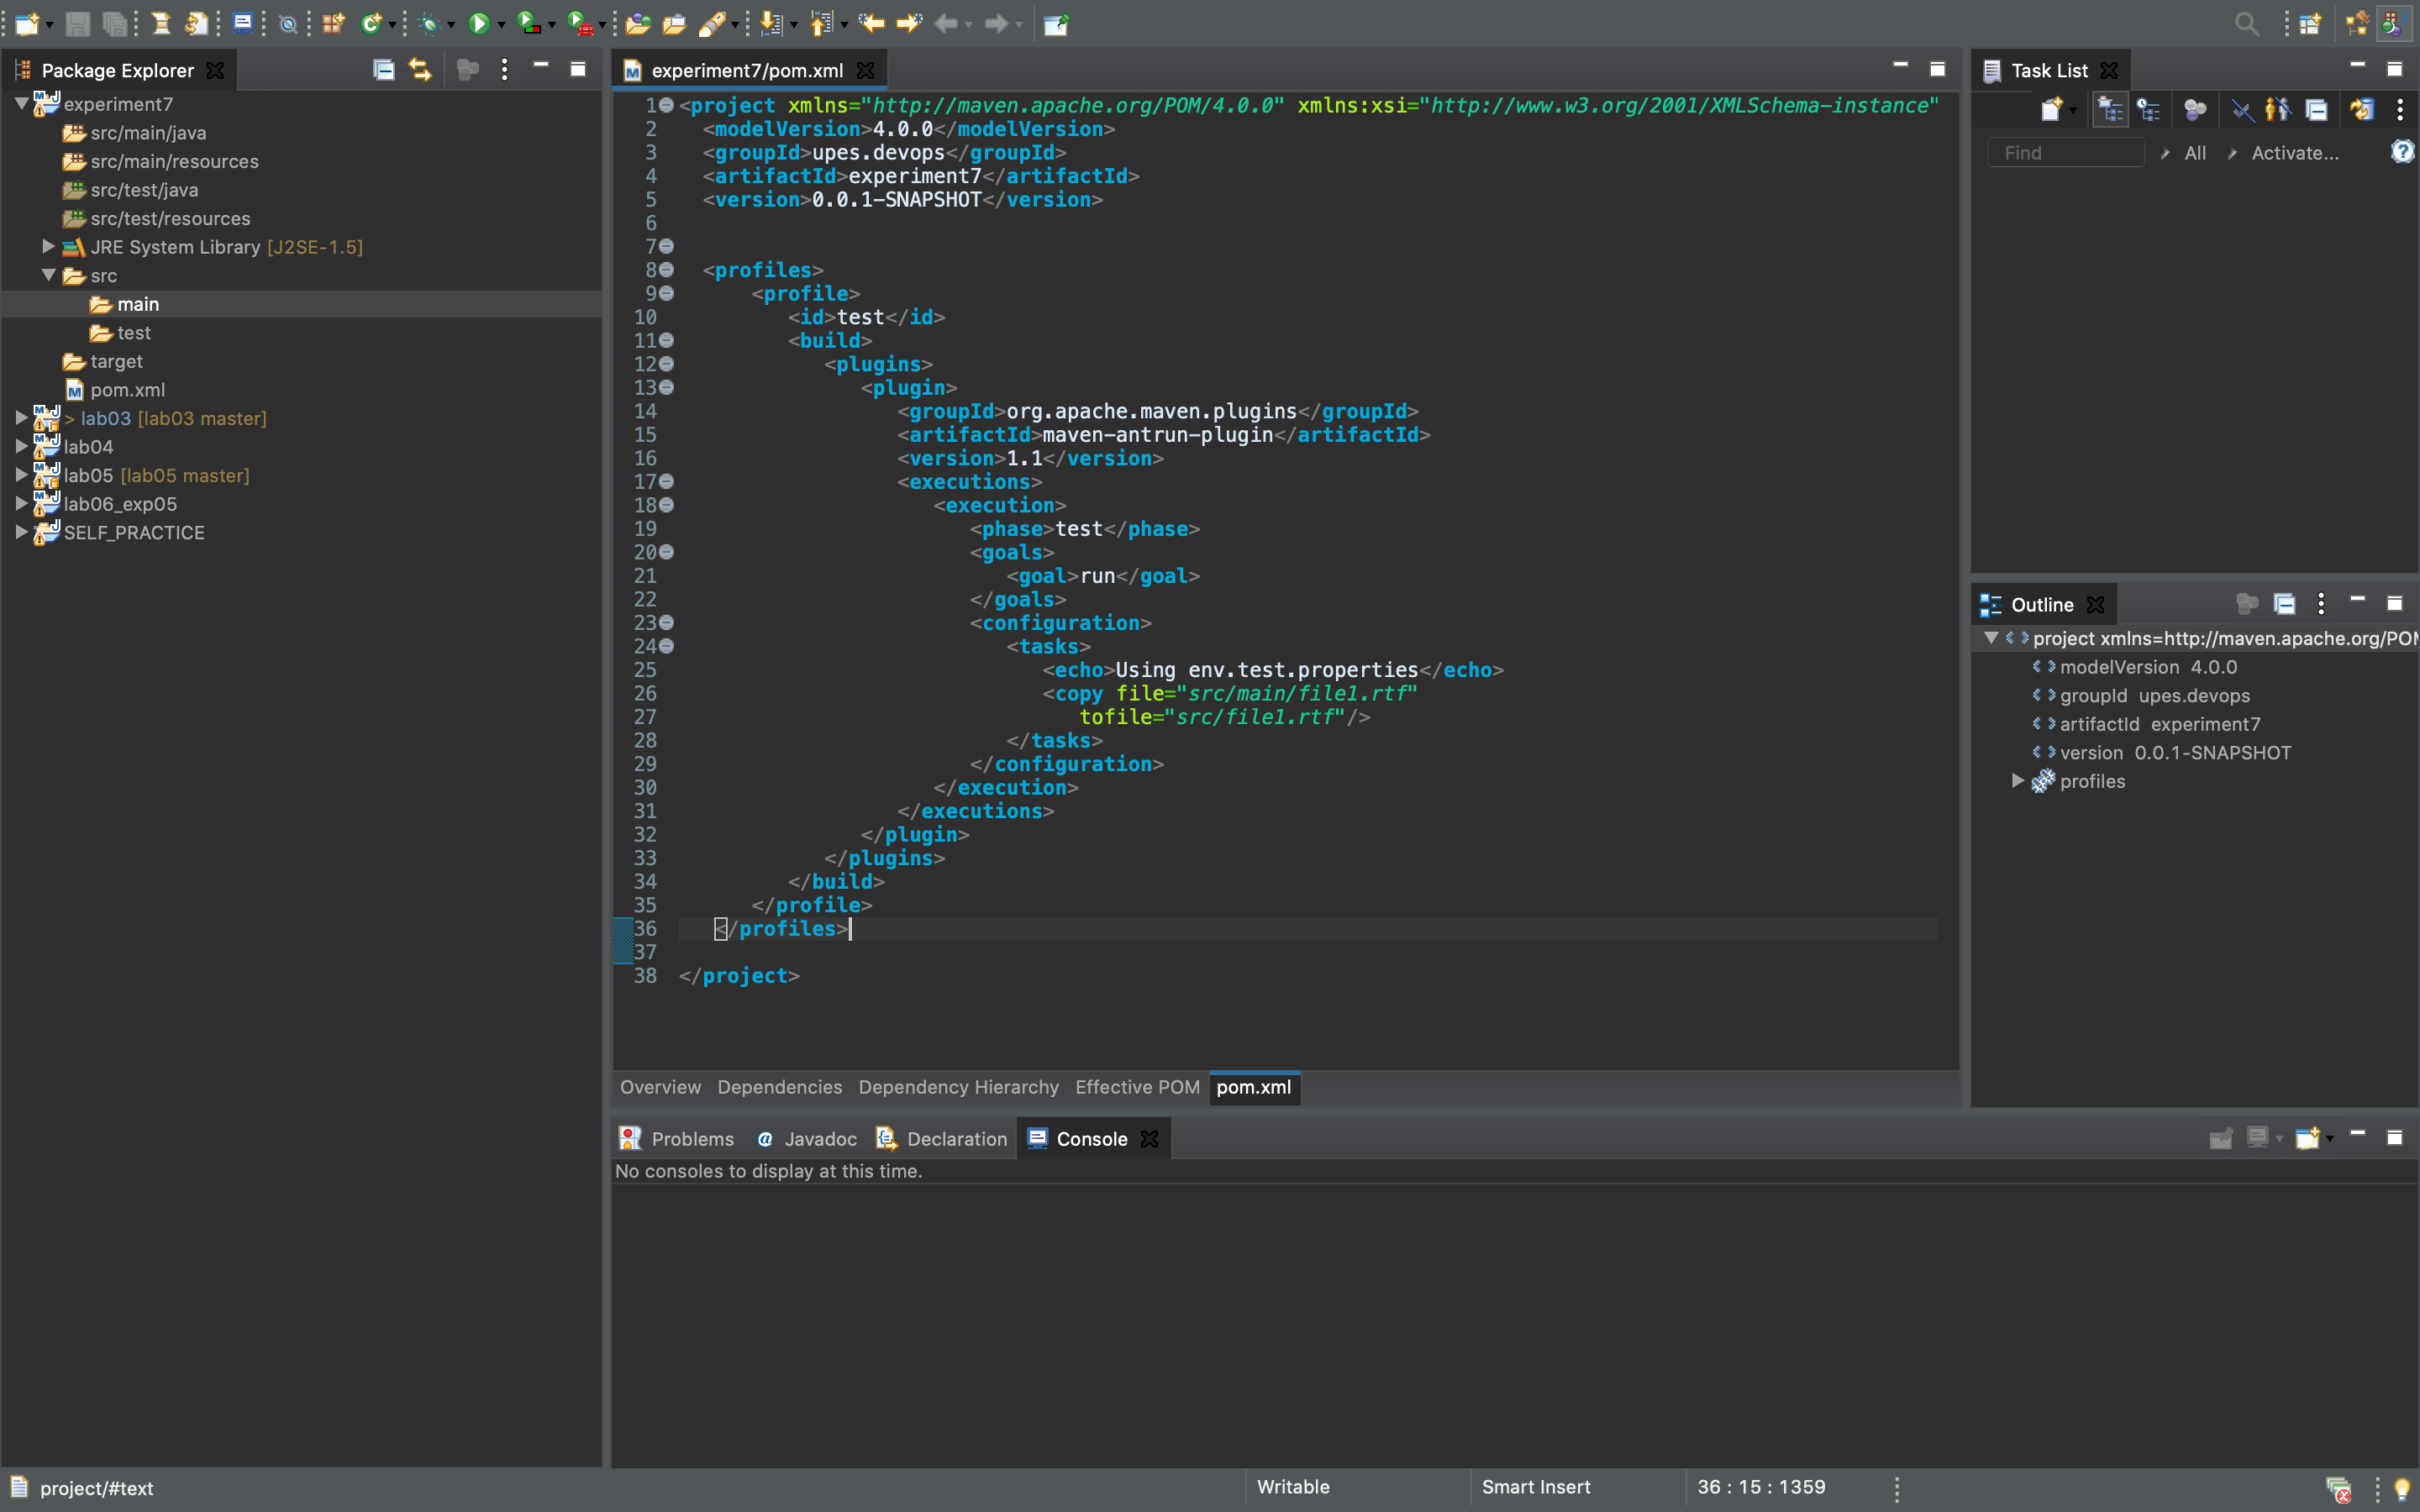 Package Explorer
experiment7
src/main/java
src/main/resources
src/test/java
src/test/resources
JRE System Library [J2SE-1.5]
src
main
test
target
pom.xml
> lab03 [lab03 master]
lab04
lab05 [lab05 master]
lab06_exp05
SELF_PRACTICE
experiment7/pom.xml
1 <project xmlns="http://maven.apache.org/POM/4.0.0" xmlns:xsi="http://www.w3.org/2001/XMLSchema-instance"
2 <modelVersion>4.0.0</modelVersion>
3 <groupId>upes.devops</groupId>
4 <artifactId>experiment7</artifactId>
5 <version>0.0.1-SNAPSHOT</version>
6
7
8 <profiles>
9 <profile>
10 <id>test</id>
11 <build>
12 <plugins>
13 <plugin>
14 <groupId>org.apache.maven.plugins</groupId>
15 <artifactId>maven-antrun-plugin</artifactId>
16 <version>1.1</version>
17 <executions>
18 <execution>
19 <phase>test</phase>
20 <goals>
21 <goal>run</goal>
22 </goals>
23 <configuration>
24 <tasks>
25 <echo>Using env.test.properties</echo>
26 <copy file="src/main/file1.rtf"
27 tofile="src/file1.rtf"/>
28 </tasks>
29 </configuration>
30 </execution>
31 </executions>
32 </plugin>
33 </plugins>
34 </build>
35 </profile>
36 </profiles>
37
38 </project>
Overview Dependencies Dependency Hierarchy Effective POM pom.xml
Task List
Find All Activate...
Outline
project xmlns=http://maven.apache.org/POM
modelVersion 4.0.0
groupId upes.devops
artifactId experiment7
version 0.0.1-SNAPSHOT
profiles
Problems @ Javadoc Declaration Console
No consoles to display at this time.
project/#text
Writable Smart Insert 36 : 15 : 1359